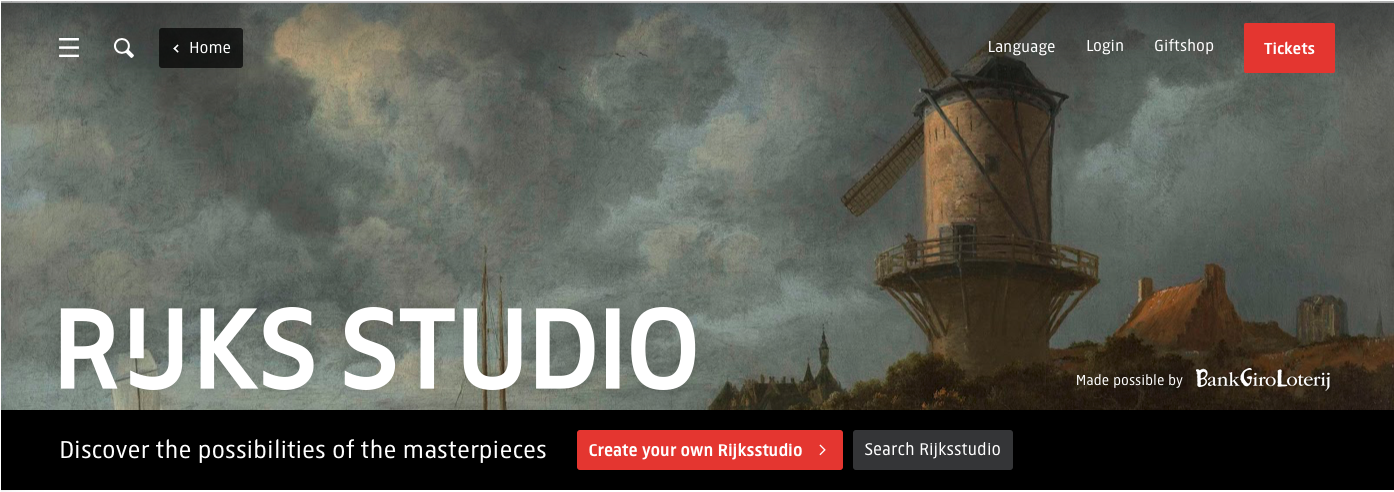 Home
Language
Login
Giftshop
Tickets
RIJKS STUDIO
Made possible by BankGiroLoterij
Discover the possibilities of the masterpieces
Create your own Rijksstudio
Search Rijksstudio